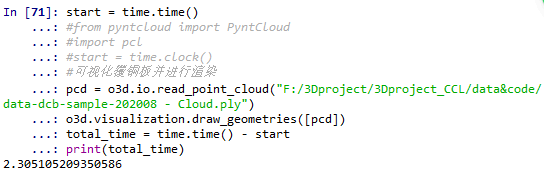 In [71]: start = time.time()
...: #from pyntcloud import PyntCloud
...: #import pcl
...: #start = time.clock()
...: #可视化覆铜板并进行渲染
...: pcd = o3d.io.read_point_cloud("F:/3Dproject/3Dproject_CCL/data&code/
data-dcb-sample-202008 - Cloud.ply")
...: o3d.visualization.draw_geometries([pcd])
...: total_time = time.time() - start
...: print(total_time)
2.305105209350586